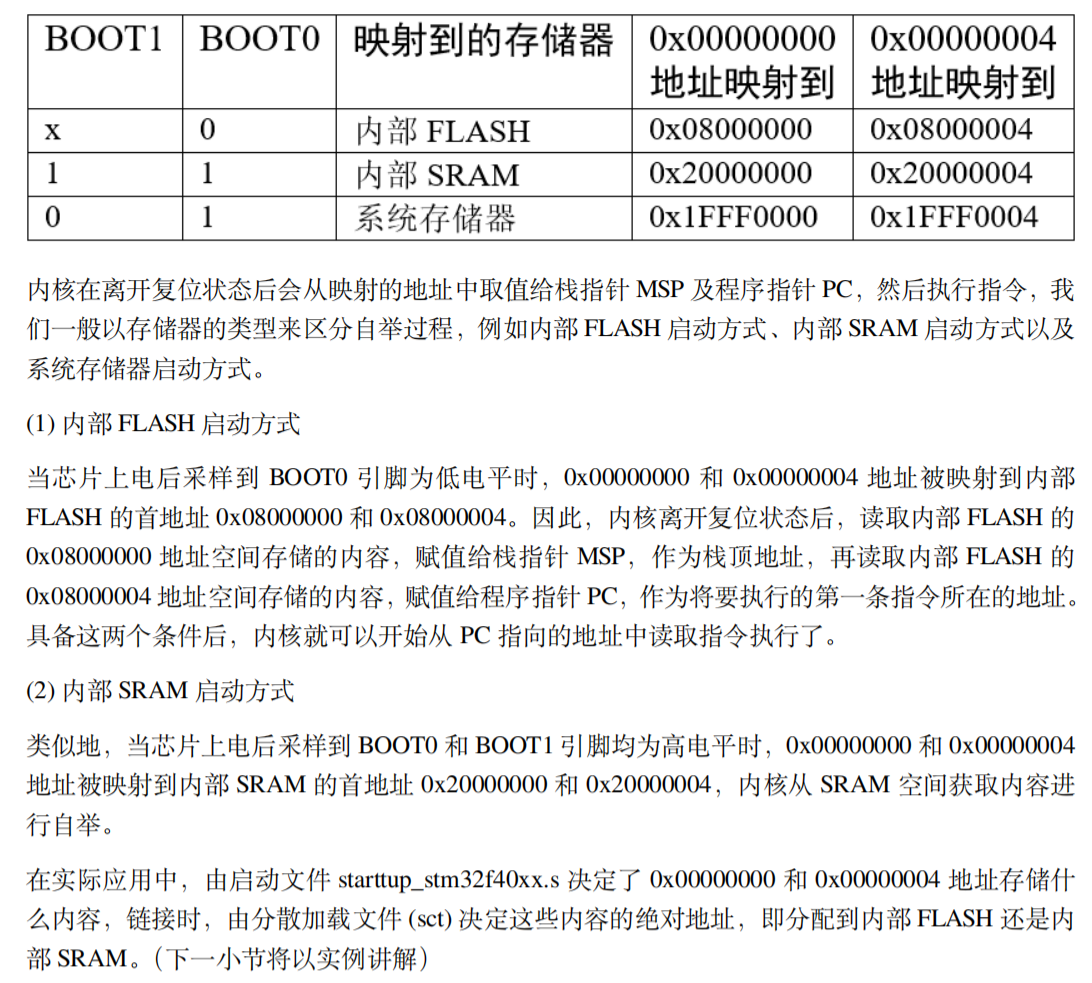 BOOT1 BOOT0 映射到的存储器 0x00000000 0x00000004
地址映射到 地址映射到
x 0 内部 FLASH 0x08000000 0x08000004
1 1 内部 SRAM 0x20000000 0x20000004
0 1 系统存储器 0x1FFF0000 0x1FFF0004
内核在离开复位状态后会从映射的地址中取值给栈指针 MSP 及程序指针 PC，然后执行指令，我
们一般以存储器的类型来区分自举过程，例如内部 FLASH 启动方式、内部 SRAM 启动方式以及
系统存储器启动方式。
(1) 内部 FLASH 启动方式
当芯片上电后采样到 BOOT0 引脚为低电平时，0x00000000 和 0x00000004 地址被映射到内部
FLASH 的首地址 0x08000000 和 0x08000004。因此，内核离开复位状态后，读取内部 FLASH 的
0x08000000 地址空间存储的内容，赋值给栈指针 MSP，作为栈顶地址，再读取内部 FLASH 的
0x08000004 地址空间存储的内容，赋值给程序指针 PC，作为将要执行的第一条指令所在的地址。
具备这两个条件后，内核就可以开始从 PC 指向的地址中读取指令执行了。
(2) 内部 SRAM 启动方式
类似地，当芯片上电后采样到 BOOT0 和 BOOT1 引脚均为高电平时，0x00000000 和 0x00000004
地址被映射到内部 SRAM 的首地址 0x20000000 和 0x20000004，内核从 SRAM 空间获取内容进
行自举。
在实际应用中，由启动文件 starttup_stm32f40xx.s 决定了 0x00000000 和 0x00000004 地址存储什
么内容，链接时，由分散加载文件 (sct) 决定这些内容的绝对地址，即分配到内部 FLASH 还是内
部 SRAM。（下一小节将以实例讲解）